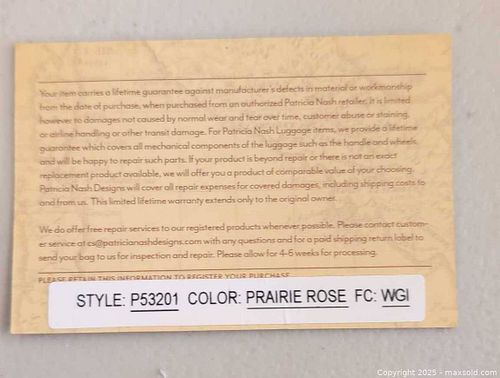 Your item carries a lifetime guarantee against manufacturer's defects in material or workmanship
from the date of purchase, when purchased from an authorized Patricia Nash retailer, it is limited
however to damages not caused by normal wear and tear over time, customer abuse or staining,
or airline handling or other transit damage. For Patricia Nash Luggage items, we provide a lifetime
guarantee which covers all mechanical components of the luggage such as the handle and wheels,
and will be happy to repair such parts. If your product is beyond repair or there is not an exact
replacement product available, we will offer you a product of comparable value of your choosing.
Patricia Nash Designs will cover all repair expenses for covered damages, including shipping costs to
and from us. This limited lifetime warranty extends only to the original owner.
We do offer free repair services to our registered products whenever possible. Please contact custom-
er service at cs@patricianashdesigns.com with any questions and for a paid shipping return label to
send your bag to us for inspection and repair. Please allow for 4-6 weeks for processing.
PLEASE RETAIN THIS INFORMATION TO REGISTER YOUR PURCHASE
STYLE: P53201 COLOR: PRAIRIE ROSE FC: WGI
Copyright © 2025 - maxsold.com